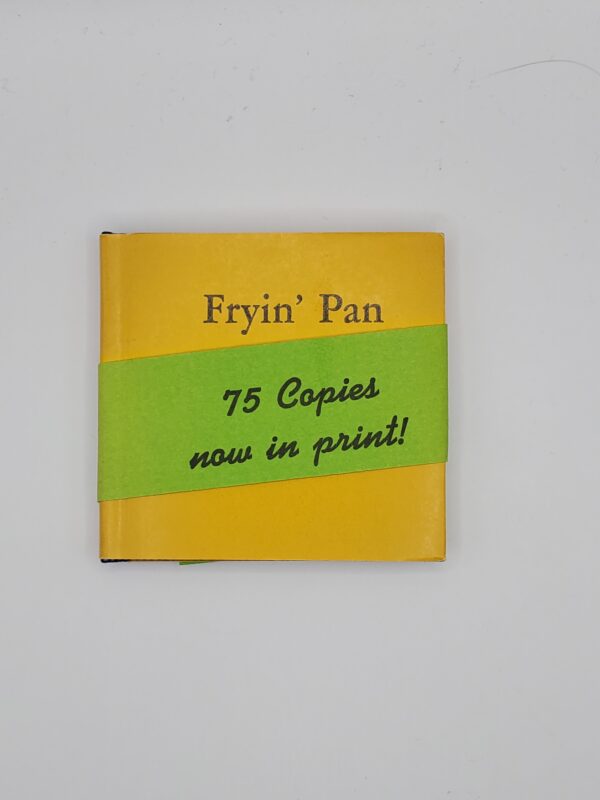 Fryin’ Pan
75 Copies
now in print!